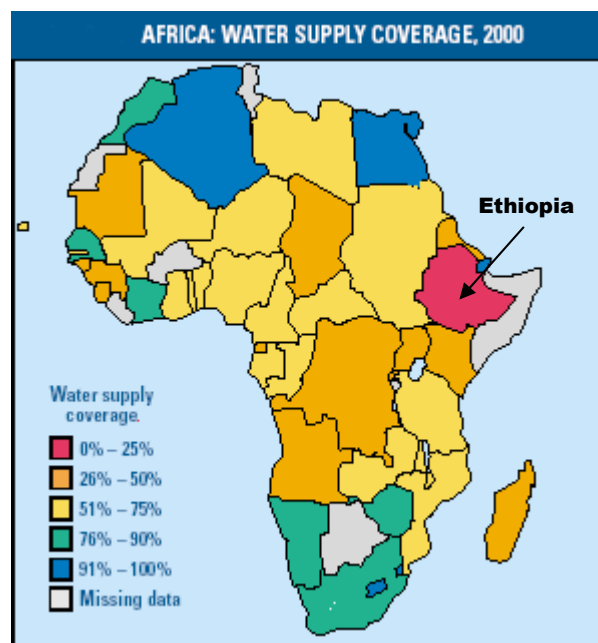 AFRICA: WATER SUPPLY COVERAGE, 2000
Ethiopia
Water supply
coverage.
0% – 25%
26% – 50%
51% – 75%
76% – 90%
91% – 100%
Missing data